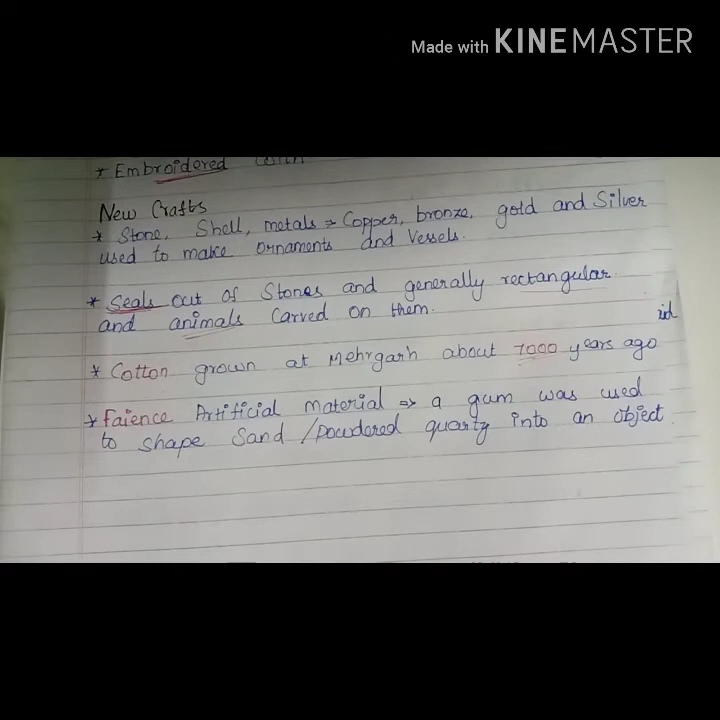 Made with KINEMASTER
* Embroidered
New Crafts
* Stone, Shell, metals ⇒ Copper, bronze, gold and Silver
used to make Ornaments and Vessels.
* Seals out of Stones and generally rectangular
and animals Carved on them.
* Cotton grown at Mehrgarh about 7000 years ago
* Faience Artificial material ⇒ a gum was used
to shape Sand / Powdered quartz into an object